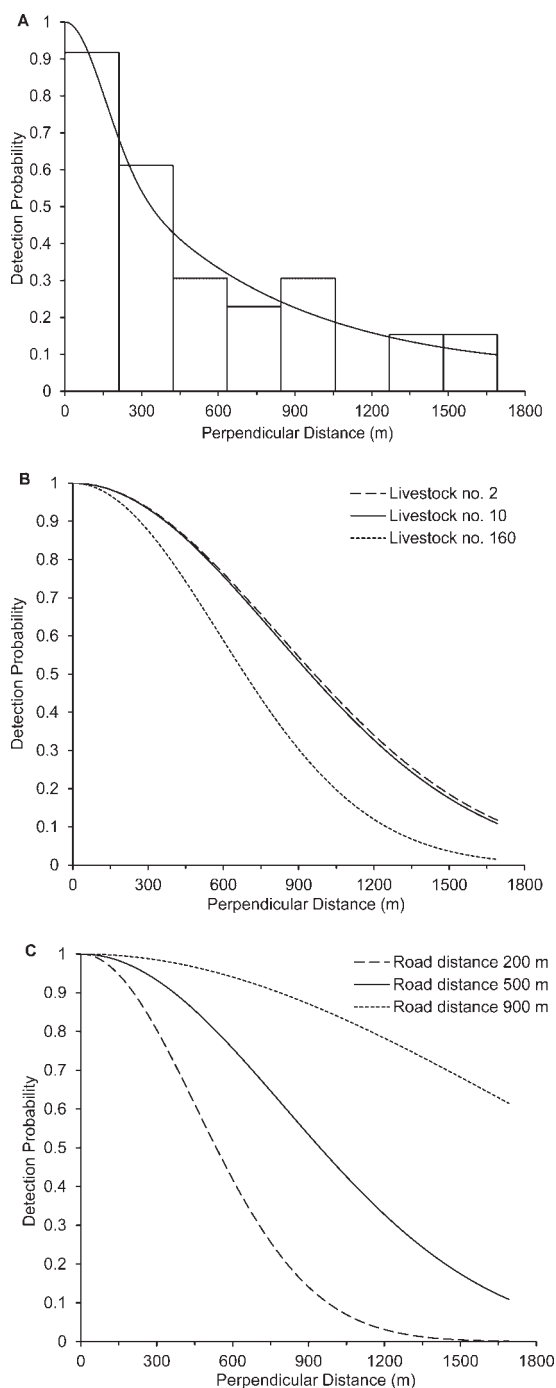 A
1
0.9
0.8
0.7
0.6
0.5
0.4
0.3
0.2
0.1
0
Detection Probability
0 300 600 900 1200 1500 1800
Perpendicular Distance (m)
B
Livestock no. 2
Livestock no. 10
Livestock no. 160
1
0.9
0.8
0.7
0.6
0.5
0.4
0.3
0.2
0.1
0
Detection Probability
0 300 600 900 1200 1500 1800
Perpendicular Distance (m)
C
Road distance 200 m
Road distance 500 m
Road distance 900 m
1
0.9
0.8
0.7
0.6
0.5
0.4
0.3
0.2
0.1
0
Detection Probability
0 300 600 900 1200 1500 1800
Perpendicular Distance (m)